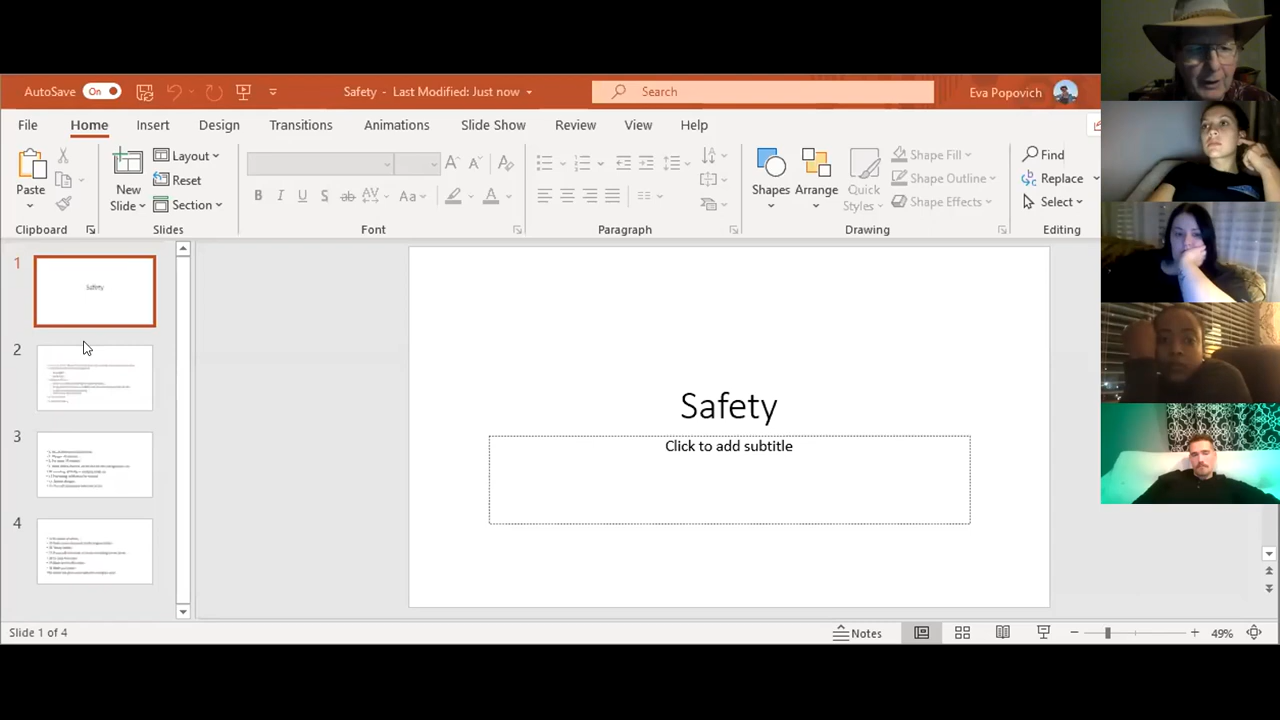 AutoSave On Safety - Last Modified: Just now Search Eva Popovich
File Home Insert Design Transitions Animations Slide Show Review View Help
Paste
Clipboard
New Slide
Layout
Reset
Section
Slides
B I U S ab AV Aa A
Font
Paragraph
Shapes
Arrange
Quick Styles
Shape Fill
Shape Outline
Shape Effects
Drawing
Find
Replace
Select
Editing
1
Safety
2
3
4
Safety
Click to add subtitle
Slide 1 of 4 Notes 49%